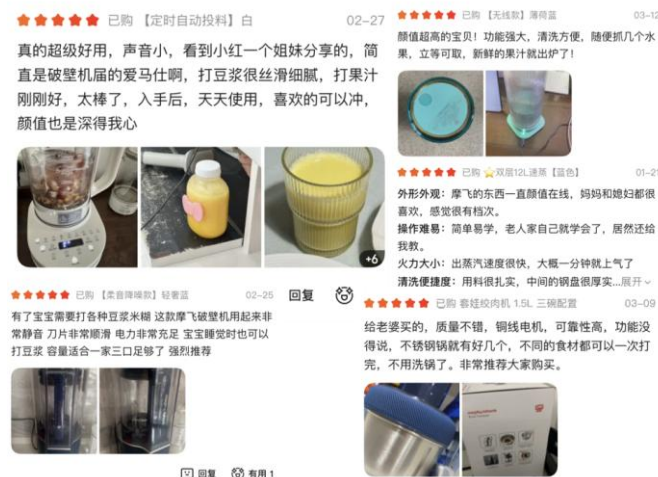 已购 【定时自动投料】白
02-27
真的超级好用，声音小，看到小红一个姐妹分享的，简
直是破壁机届的爱马仕啊，打豆浆很丝滑细腻，打果汁
刚刚好，太棒了，入手后，天天使用，喜欢的可以冲，
颜值也是深得我心
+6
已购 【柔音降噪款】轻奢蓝
02-25
有了宝宝需要打各种豆浆米糊 这款摩飞破壁机用起来非
常静音 刀片非常顺滑 电力非常充足 宝宝睡觉时也可以
打豆浆 容量适合一家三口足够了 强烈推荐
回复
有用 1
回复
已购 【无线款】薄荷蓝
03-12
颜值超高的宝贝！功能强大，清洗方便，随便抓几个水
果，立等可取，新鲜的果汁就出炉了！
已购 双层12L速蒸【蓝色】
01-21
外形外观：摩飞的东西一直颜值在线，妈妈和媳都很
喜欢，感觉很有档次。
操作难易：简单易学，老人家自己就学会了，居然还给
我教。
火力大小：出蒸汽速度很快，大概一分钟就上气了
清洗便捷度：用料很扎实，中间的钢盘很厚实...展开
已购 套娃绞肉机 1.5L 三碗配置
03-09
给老婆买的，质量不错，铜线电机，可靠性高，功能没
得说，不锈钢锅就有好几个，不同的食材都可以一次打
完，不用洗锅了。非常推荐大家购买。